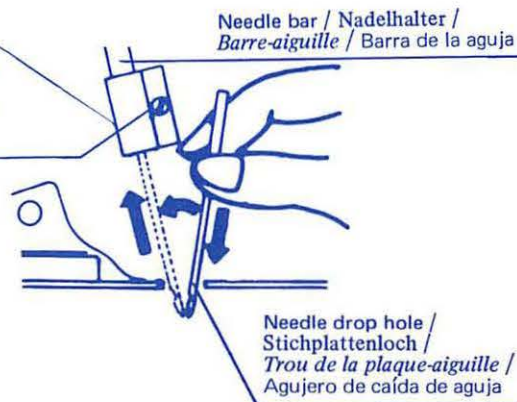 Needle bar / Nadelhalter /
Barre-aiguille / Barra de la aguja
Needle drop hole /
Stichplattenloch /
Trou de la plaque-aiguille /
Agujero de caída de aguja